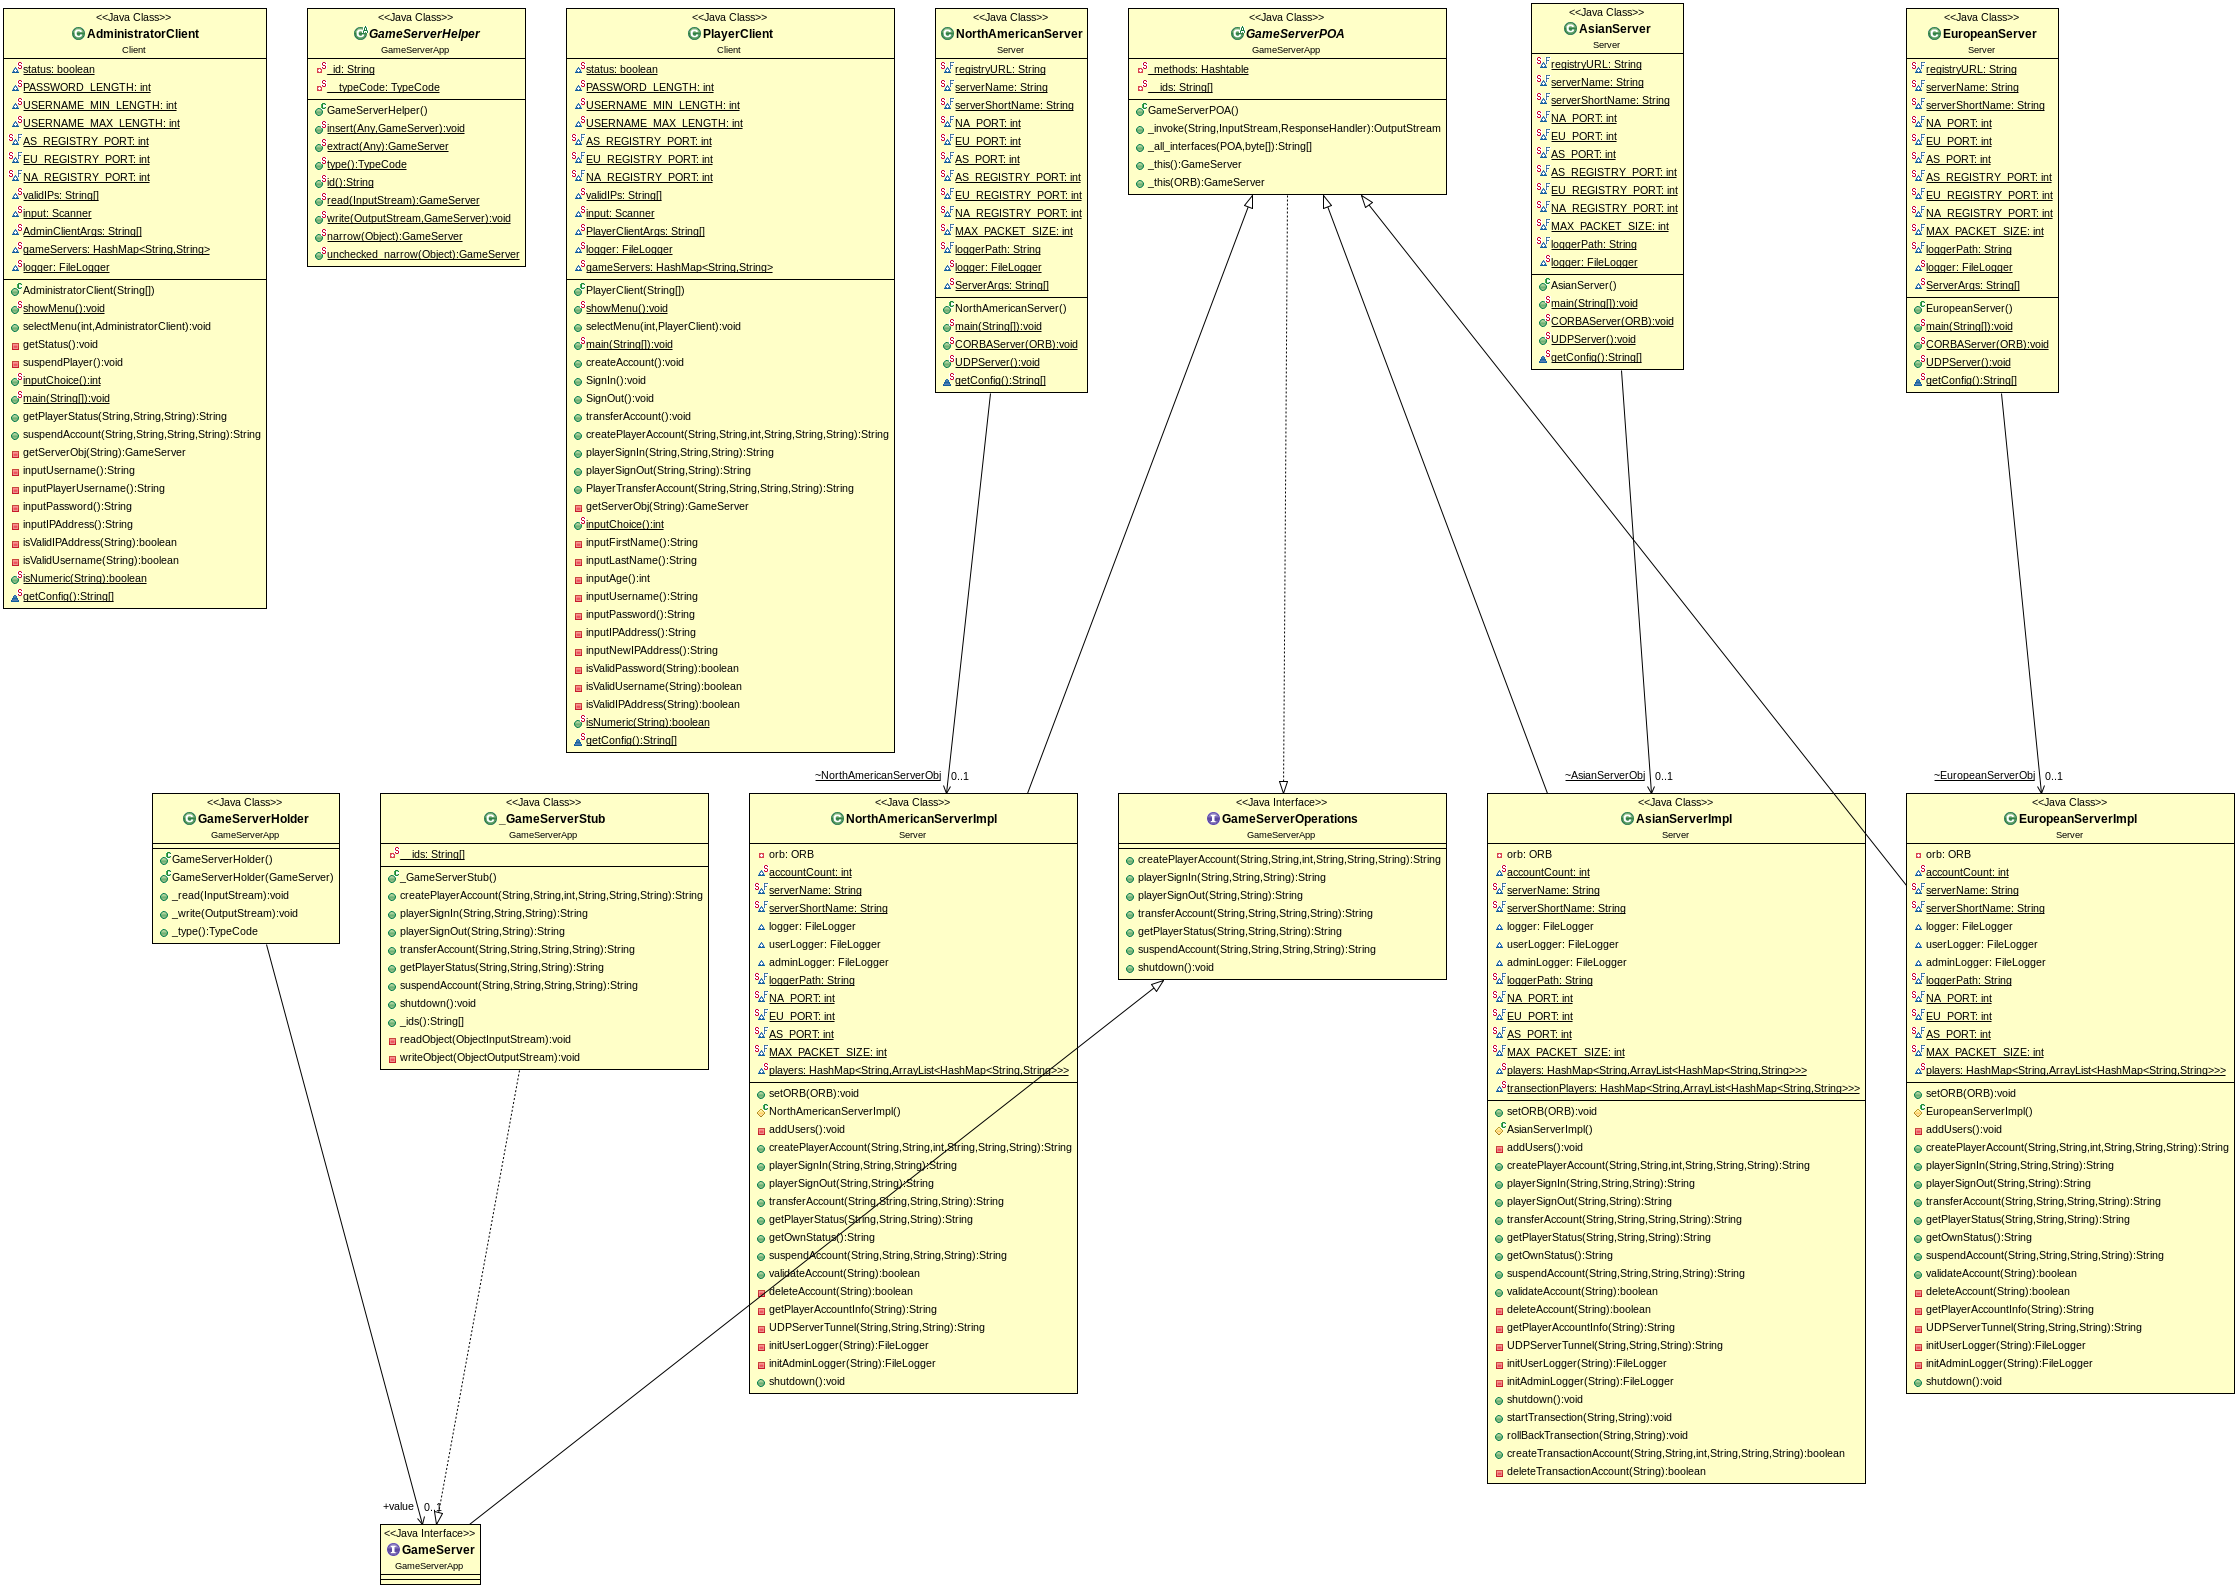 <<Java Class>>
AdministratorClient
Client
status: boolean
PASSWORD_LENGTH: int
USERNAME_MIN_LENGTH: int
USERNAME_MAX_LENGTH: int
AS_REGISTRY_PORT: int
EU_REGISTRY_PORT: int
NA_REGISTRY_PORT: int
validIPs: String[]
input: Scanner
AdminClientArgs: String[]
gameServers: HashMap<String,String>
logger: FileLogger
AdministratorClient(String[])
showMenu():void
selectMenu(int,AdministratorClient):void
getStatus():void
suspendPlayer():void
inputChoice():int
main(String[]):void
getPlayerStatus(String,String,String):String
suspendAccount(String,String,String,String):String
getServerObj(String):GameServer
inputUsername():String
inputPlayerUsername():String
inputPassword():String
inputIPAddress():String
isValidIPAddress(String):boolean
isValidUsername(String):boolean
isNumeric(String):boolean
getConfig():String[]
<<Java Class>>
GameServerHelper
GameServerApp
_id: String
__typeCode: TypeCode
GameServerHelper()
insert(Any,GameServer):void
extract(Any):GameServer
type():TypeCode
id():String
read(InputStream):GameServer
write(OutputStream,GameServer):void
narrow(Object):GameServer
unchecked_narrow(Object):GameServer
<<Java Class>>
PlayerClient
Client
status: boolean
PASSWORD_LENGTH: int
USERNAME_MIN_LENGTH: int
USERNAME_MAX_LENGTH: int
AS_REGISTRY_PORT: int
EU_REGISTRY_PORT: int
NA_REGISTRY_PORT: int
validIPs: String[]
input: Scanner
PlayerClientArgs: String[]
logger: FileLogger
gameServers: HashMap<String,String>
PlayerClient(String[])
showMenu():void
selectMenu(int,PlayerClient):void
main(String[]):void
createAccount():void
SignIn():void
SignOut():void
transferAccount():void
createPlayerAccount(String,String,int,String,String,String):String
playerSignIn(String,String,String):String
playerSignOut(String,String):String
PlayerTransferAccount(String,String,String,String):String
getServerObj(String):GameServer
inputChoice():int
inputFirstName():String
inputLastName():String
inputAge():int
inputUsername():String
inputPassword():String
inputIPAddress():String
inputNewIPAddress():String
isValidPassword(String):boolean
isValidUsername(String):boolean
isValidIPAddress(String):boolean
isNumeric(String):boolean
getConfig():String[]
<<Java Class>>
NorthAmericanServer
Server
registryURL: String
serverName: String
serverShortName: String
NA_PORT: int
EU_PORT: int
AS_PORT: int
AS_REGISTRY_PORT: int
EU_REGISTRY_PORT: int
NA_REGISTRY_PORT: int
MAX_PACKET_SIZE: int
loggerPath: String
logger: FileLogger
ServerArgs: String[]
NorthAmericanServer()
main(String[]):void
CORBAServer(ORB):void
UDPServer():void
getConfig():String[]
<<Java Class>>
GameServerPOA
GameServerApp
_methods: Hashtable
__ids: String[]
GameServerPOA()
_invoke(String,InputStream,ResponseHandler):OutputStream
_all_interfaces(POA,byte[]):String[]
_this():GameServer
_this(ORB):GameServer
<<Java Class>>
AsianServer
Server
registryURL: String
serverName: String
serverShortName: String
NA_PORT: int
EU_PORT: int
AS_PORT: int
AS_REGISTRY_PORT: int
EU_REGISTRY_PORT: int
NA_REGISTRY_PORT: int
MAX_PACKET_SIZE: int
loggerPath: String
logger: FileLogger
AsianServer()
main(String[]):void
CORBAServer(ORB):void
UDPServer():void
getConfig():String[]
<<Java Class>>
EuropeanServer
Server
registryURL: String
serverName: String
serverShortName: String
NA_PORT: int
EU_PORT: int
AS_PORT: int
AS_REGISTRY_PORT: int
EU_REGISTRY_PORT: int
NA_REGISTRY_PORT: int
MAX_PACKET_SIZE: int
loggerPath: String
logger: FileLogger
ServerArgs: String[]
EuropeanServer()
main(String[]):void
CORBAServer(ORB):void
UDPServer():void
getConfig():String[]
~NorthAmericanServerObj 0..1
~AsianServerObj 0..1
~EuropeanServerObj 0..1
<<Java Class>>
GameServerHolder
GameServerApp
GameServerHolder()
GameServerHolder(GameServer)
_read(InputStream):void
_write(OutputStream):void
_type():TypeCode
<<Java Class>>
_GameServerStub
GameServerApp
__ids: String[]
_GameServerStub()
createPlayerAccount(String,String,int,String,String,String):String
playerSignIn(String,String,String):String
playerSignOut(String,String):String
transferAccount(String,String,String,String):String
getPlayerStatus(String,String,String):String
suspendAccount(String,String,String,String):String
shutdown():void
_ids():String[]
readObject(ObjectInputStream):void
writeObject(ObjectOutputStream):void
<<Java Class>>
NorthAmericanServerImpl
Server
orb: ORB
accountCount: int
serverName: String
serverShortName: String
logger: FileLogger
userLogger: FileLogger
adminLogger: FileLogger
loggerPath: String
NA_PORT: int
EU_PORT: int
AS_PORT: int
MAX_PACKET_SIZE: int
players: HashMap<String,ArrayList<HashMap<String,String>>>
setORB(ORB):void
NorthAmericanServerImpl()
addUsers():void
createPlayerAccount(String,String,int,String,String,String):String
playerSignIn(String,String,String):String
playerSignOut(String,String):String
transferAccount(String,String,String,String):String
getPlayerStatus(String,String,String):String
getOwnStatus():String
suspendAccount(String,String,String,String):String
validateAccount(String):boolean
deleteAccount(String):boolean
getPlayerAccountInfo(String):String
UDPServerTunnel(String,String,String):String
initUserLogger(String):FileLogger
initAdminLogger(String):FileLogger
shutdown():void
<<Java Interface>>
GameServerOperations
GameServerApp
createPlayerAccount(String,String,int,String,String,String):String
playerSignIn(String,String,String):String
playerSignOut(String,String):String
transferAccount(String,String,String,String):String
getPlayerStatus(String,String,String):String
suspendAccount(String,String,String,String):String
shutdown():void
<<Java Class>>
AsianServerImpl
Server
orb: ORB
accountCount: int
serverName: String
serverShortName: String
logger: FileLogger
userLogger: FileLogger
adminLogger: FileLogger
loggerPath: String
NA_PORT: int
EU_PORT: int
AS_PORT: int
MAX_PACKET_SIZE: int
players: HashMap<String,ArrayList<HashMap<String,String>>>
transectionPlayers: HashMap<String,ArrayList<HashMap<String,String>>>
setORB(ORB):void
AsianServerImpl()
addUsers():void
createPlayerAccount(String,String,int,String,String,String):String
playerSignIn(String,String,String):String
playerSignOut(String,String):String
transferAccount(String,String,String,String):String
getPlayerStatus(String,String,String):String
getOwnStatus():String
suspendAccount(String,String,String,String):String
validateAccount(String):boolean
deleteAccount(String):boolean
getPlayerAccountInfo(String):String
UDPServerTunnel(String,String,String):String
initUserLogger(String):FileLogger
initAdminLogger(String):FileLogger
shutdown():void
startTransection(String,String):void
rollBackTransection(String,String):void
createTransactionAccount(String,String,int,String,String,String):boolean
deleteTransactionAccount(String):boolean
<<Java Class>>
EuropeanServerImpl
Server
orb: ORB
accountCount: int
serverName: String
serverShortName: String
logger: FileLogger
userLogger: FileLogger
adminLogger: FileLogger
loggerPath: String
NA_PORT: int
EU_PORT: int
AS_PORT: int
MAX_PACKET_SIZE: int
players: HashMap<String,ArrayList<HashMap<String,String>>>
setORB(ORB):void
EuropeanServerImpl()
addUsers():void
createPlayerAccount(String,String,int,String,String,String):String
playerSignIn(String,String,String):String
playerSignOut(String,String):String
transferAccount(String,String,String,String):String
getPlayerStatus(String,String,String):String
getOwnStatus():String
suspendAccount(String,String,String,String):String
validateAccount(String):boolean
deleteAccount(String):boolean
getPlayerAccountInfo(String):String
UDPServerTunnel(String,String,String):String
initUserLogger(String):FileLogger
initAdminLogger(String):FileLogger
shutdown():void
+value 0..1
<<Java Interface>>
GameServer
GameServerApp